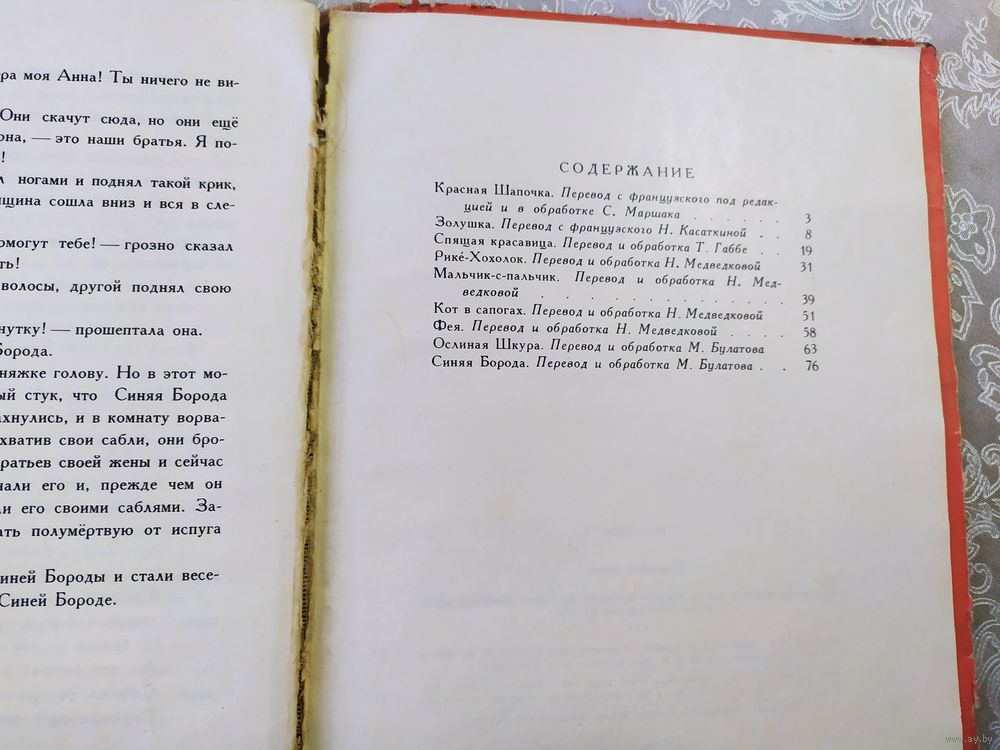 ра моя Анна! Ты ничего не ви-
Они скачут сюда, но они ещё
она, — это наши братья. Я по-
!
л ногами и поднял такой крик,
щина сошла вниз и вся в сле-
омогут тебе! — грозно сказал
ть!
волосы, другой поднял свою
нутку! — прошептала она.
Борода.
няжке голову. Но в этот мо-
ый стук, что Синяя Борода
ахнулись, и в комнату ворва-
хватив свои сабли, они бро-
ратьев своей жены и сейчас
нали его и, прежде чем он
ли его своими саблями. За-
ать полумёртвую от испуга
иней Бороды и стали весе-
Синей Бороде.
СОДЕРЖАНИЕ
Красная Шапочка. Перевод с французского под редак-
цией и в обработке С. Маршака . . . . . . 3
Золушка. Перевод с французского Н. Касаткиной . . 8
Спящая красавица. Перевод и обработка Т. Габбе . . 19
Рике-Хохолок. Перевод и обработка Н. Медведковой 31
Мальчик-с-пальчик. Перевод и обработка Н. Мед-
ведковой . . . . . . . . . . . . . 39
Кот в сапогах. Перевод и обработка Н. Медведковой 51
Фея. Перевод и обработка Н. Медведковой . . . . 58
Ослиная Шкура. Перевод и обработка М. Булатова 63
Синяя Борода. Перевод и обработка М. Булатова . . 76
www.ay.by